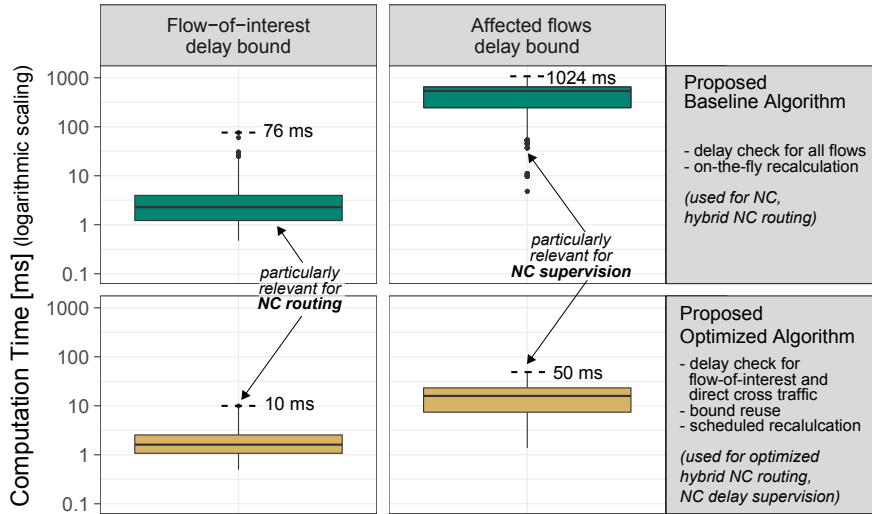 Flow−of−interest
delay bound
Affected flows
delay bound
Computation Time [ms] (logarithmic scaling)
1000
100
10
1
0.1
76 ms
1024 ms
particularly
relevant for
NC routing
particularly
relevant for
NC supervision
Proposed
Baseline Algorithm
- delay check for all flows
- on-the-fly recalculation
(used for NC,
hybrid NC routing)
1000
100
10
1
0.1
10 ms
50 ms
Proposed
Optimized Algorithm
- delay check for
flow-of-interest and
direct cross traffic
- bound reuse
- scheduled recalulcation
(used for optimized
hybrid NC routing,
NC delay supervision)